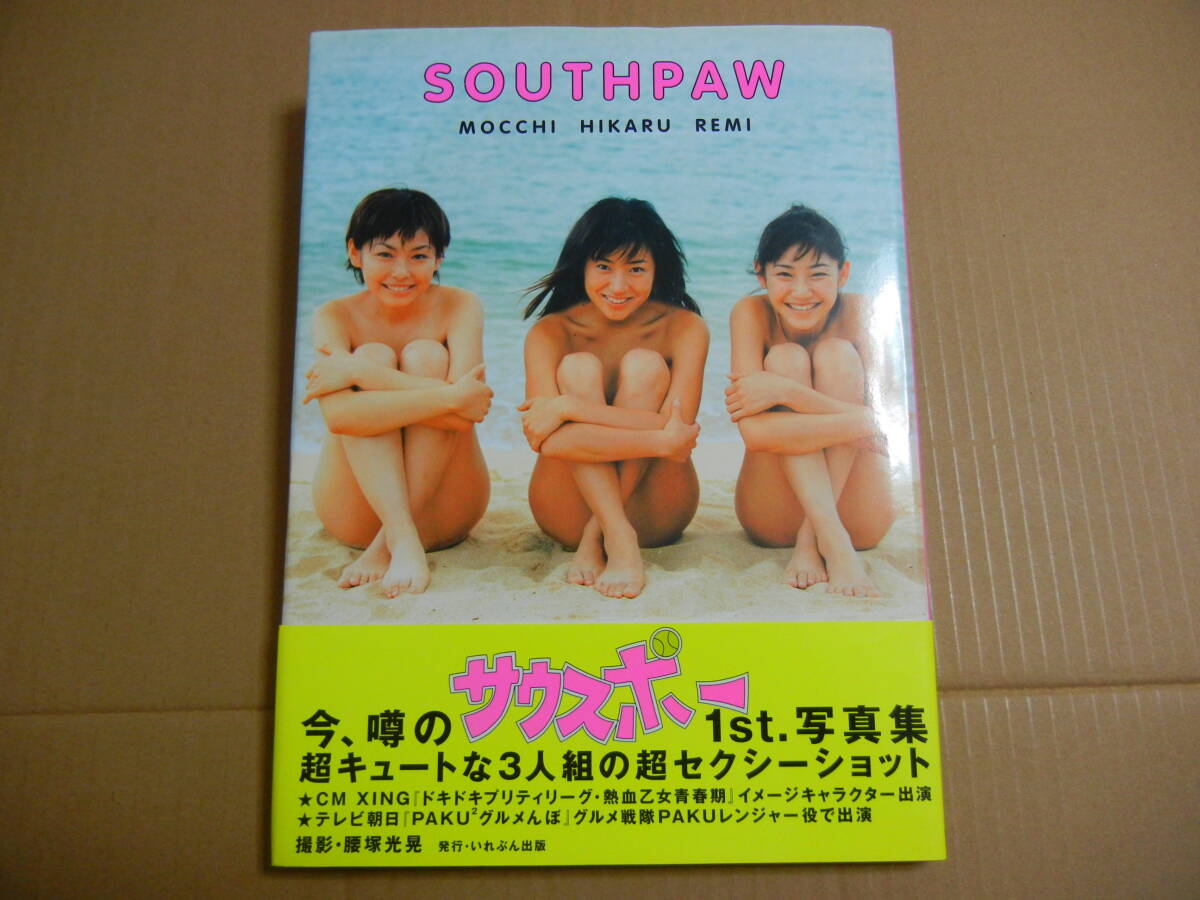 SOUTHPAW
MOCCHI HIKARU REMI
今、噂のサウスポー1st.写真集
超キュートな3人組の超セクシーショット
★CM XING『ドキドキプリティリーグ・熱血乙女青春期』イメージキャラクター出演
★テレビ朝日『PAKU²グルメんぼ』グルメ戦隊PAKUレンジャー役で出演
撮影・腰塚光晃 発行・いれぶん出版